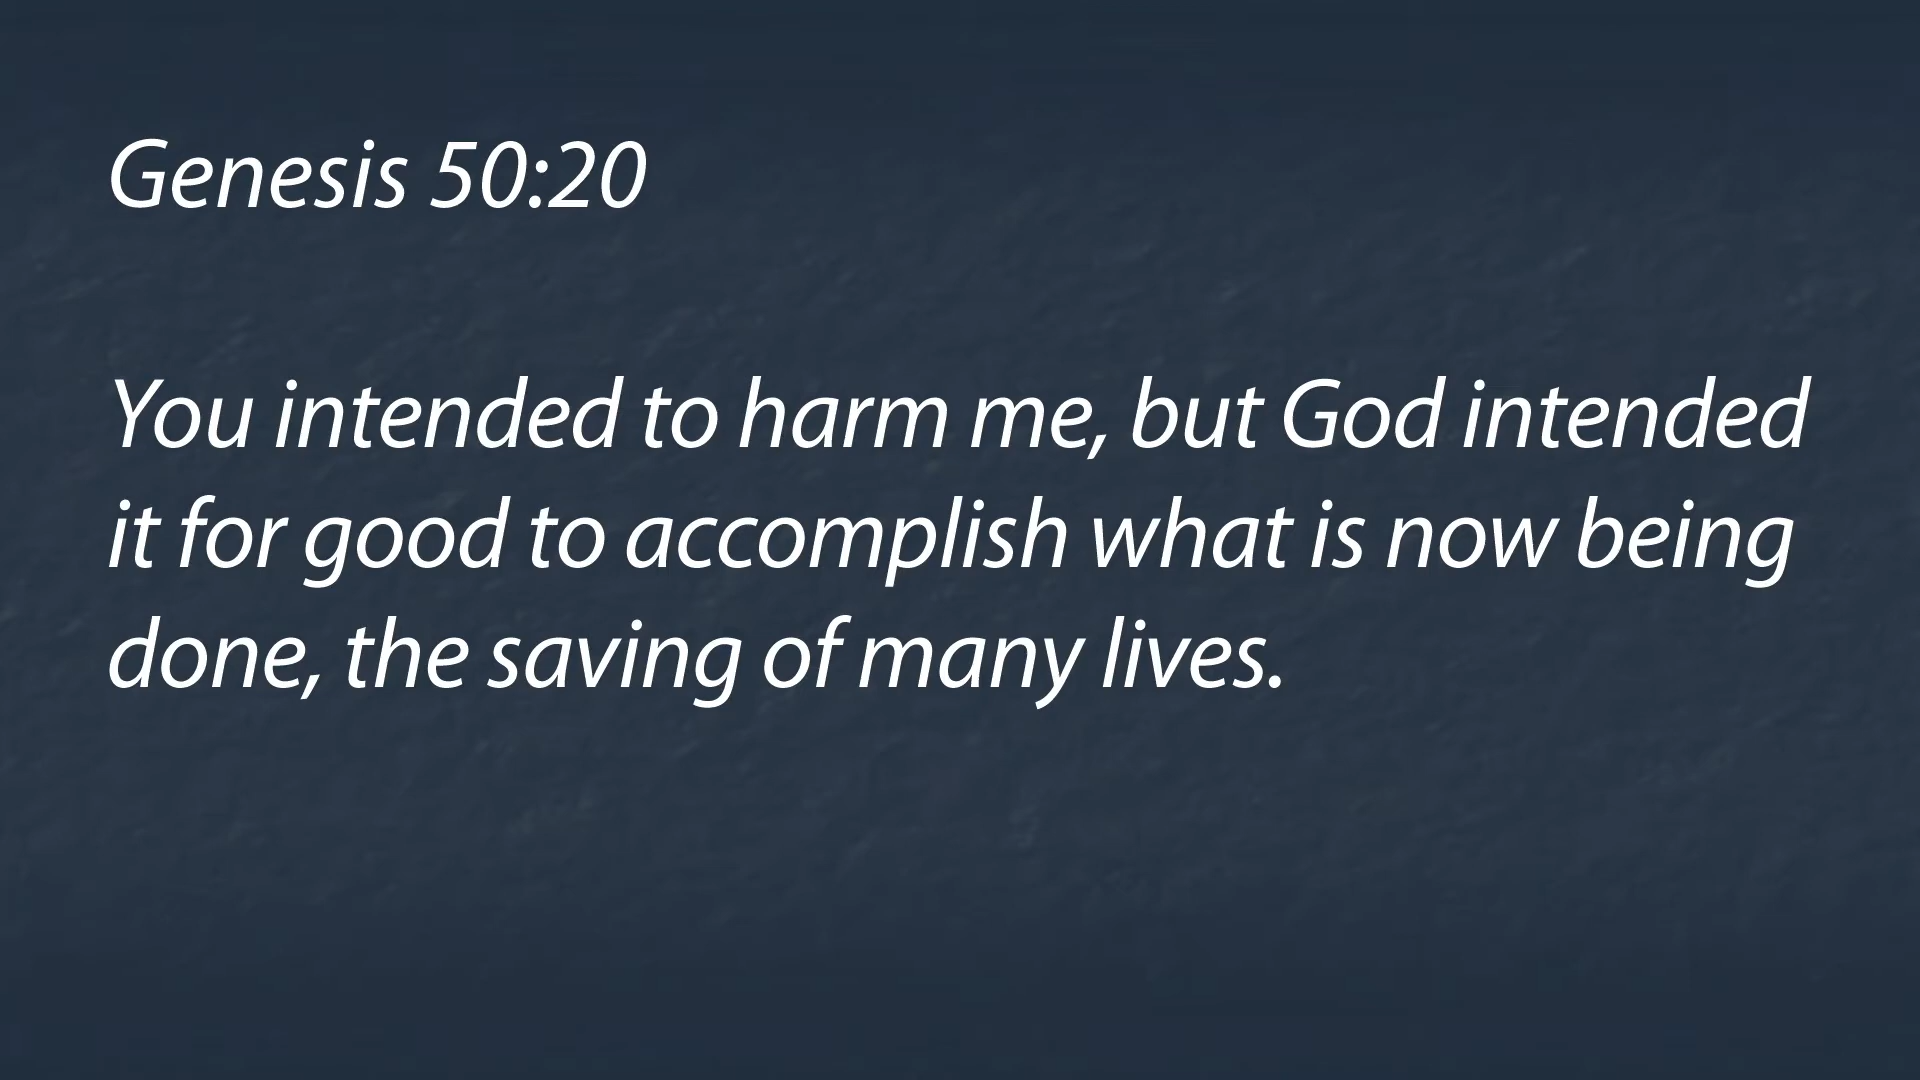 Genesis 50:20
You intended to harm me, but God intended
it for good to accomplish what is now being
done, the saving of many lives.